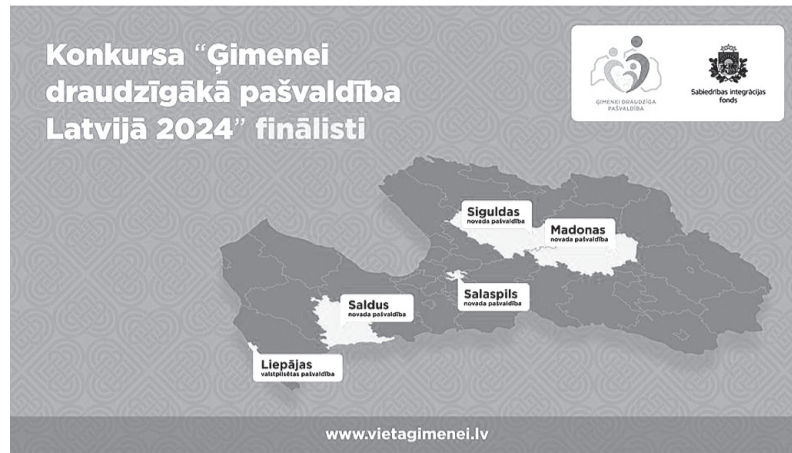 Konkursa “Ģimenei
draudzīgākā pašvaldība
Latvijā 2024” finālisti
ĢIMENEI DRAUDZĪGA
PAŠVALDĪBA
Sabiedrības integrācijas
fonds
Siguldas
novada pašvaldība
Madonas
novada pašvaldība
Saldus
novada pašvaldība
Salaspils
novada pašvaldība
Liepājas
valstpilsētas pašvaldība
www.vietagimenei.lv